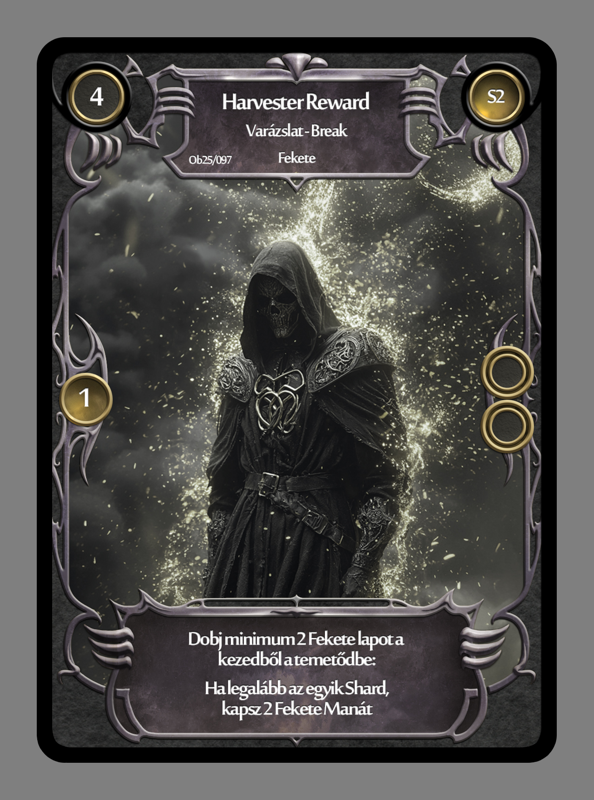 4
Harvester Reward
S2
Varázslat - Break
Ob25/097
Fekete
1
Dobj minimum 2 Fekete lapot a
kezedből a temetődbe:
Ha legalább az egyik Shard,
kapsz 2 Fekete Manát